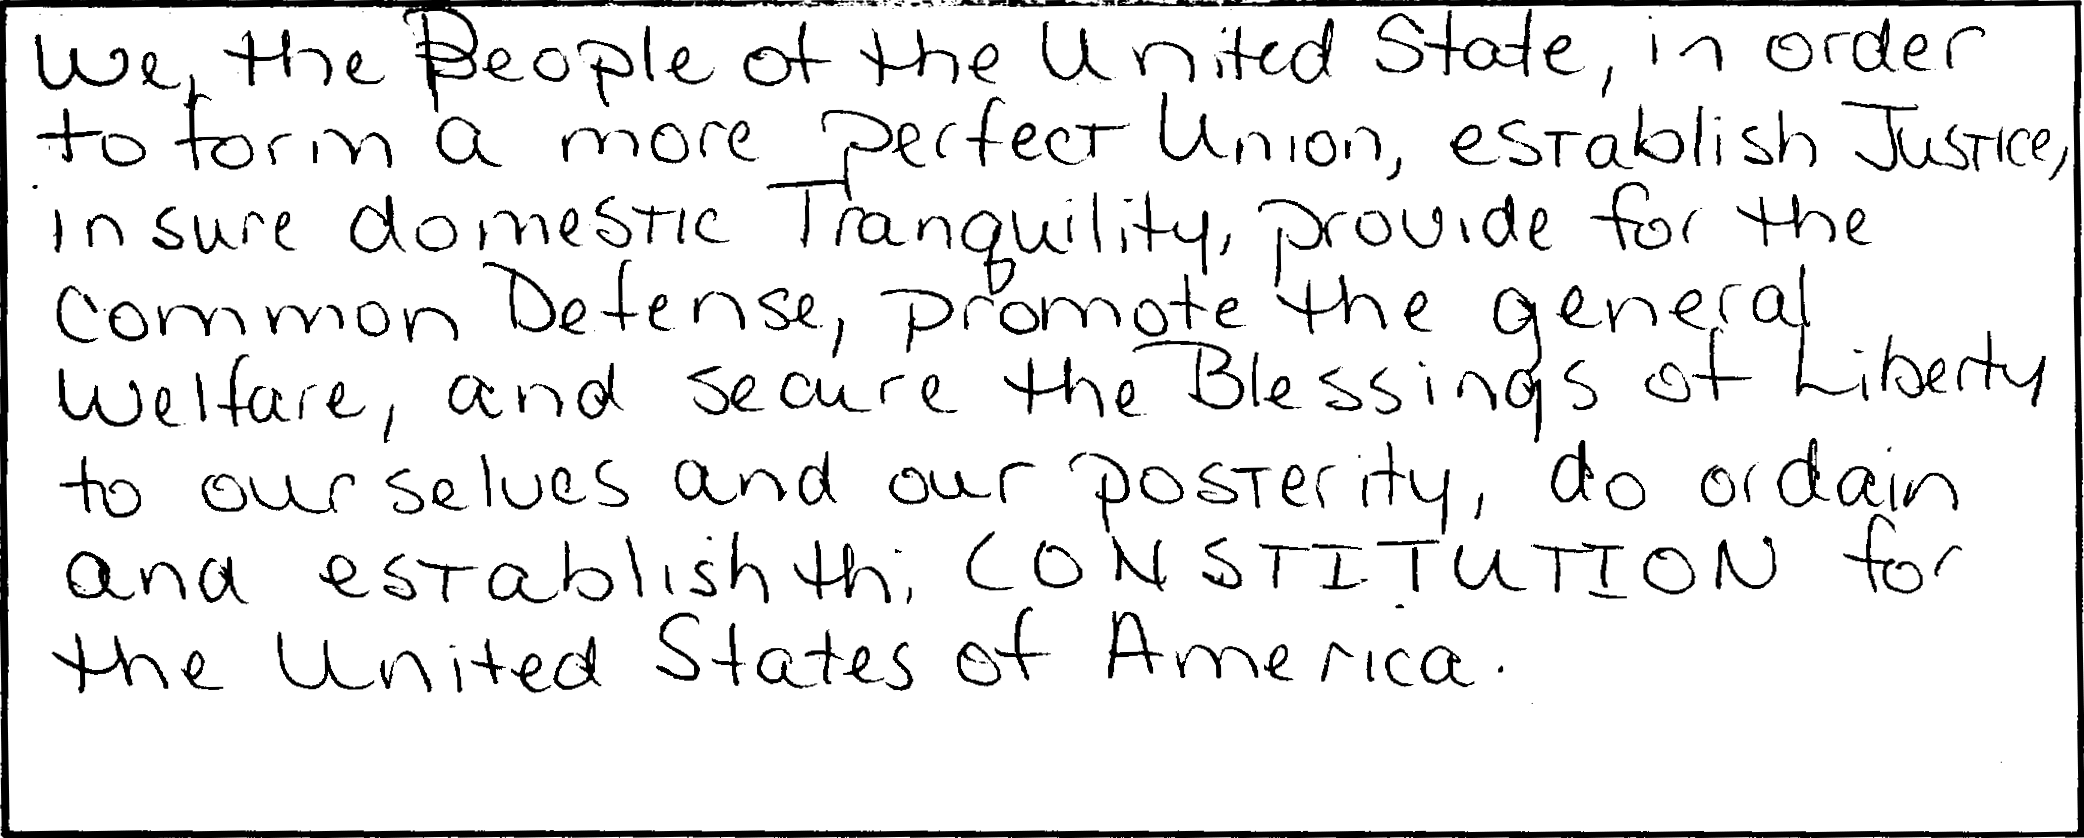 We, the People of the United State, in order
to form a more perfect Union, establish Justice,
insure domestic Tranquility, provide for the
Common Defense, promote the general
Welfare, and secure the Blessings of Liberty
to ourselves and our posterity, do ordain
and establish thi CONSTITUTION for
the United States of America.